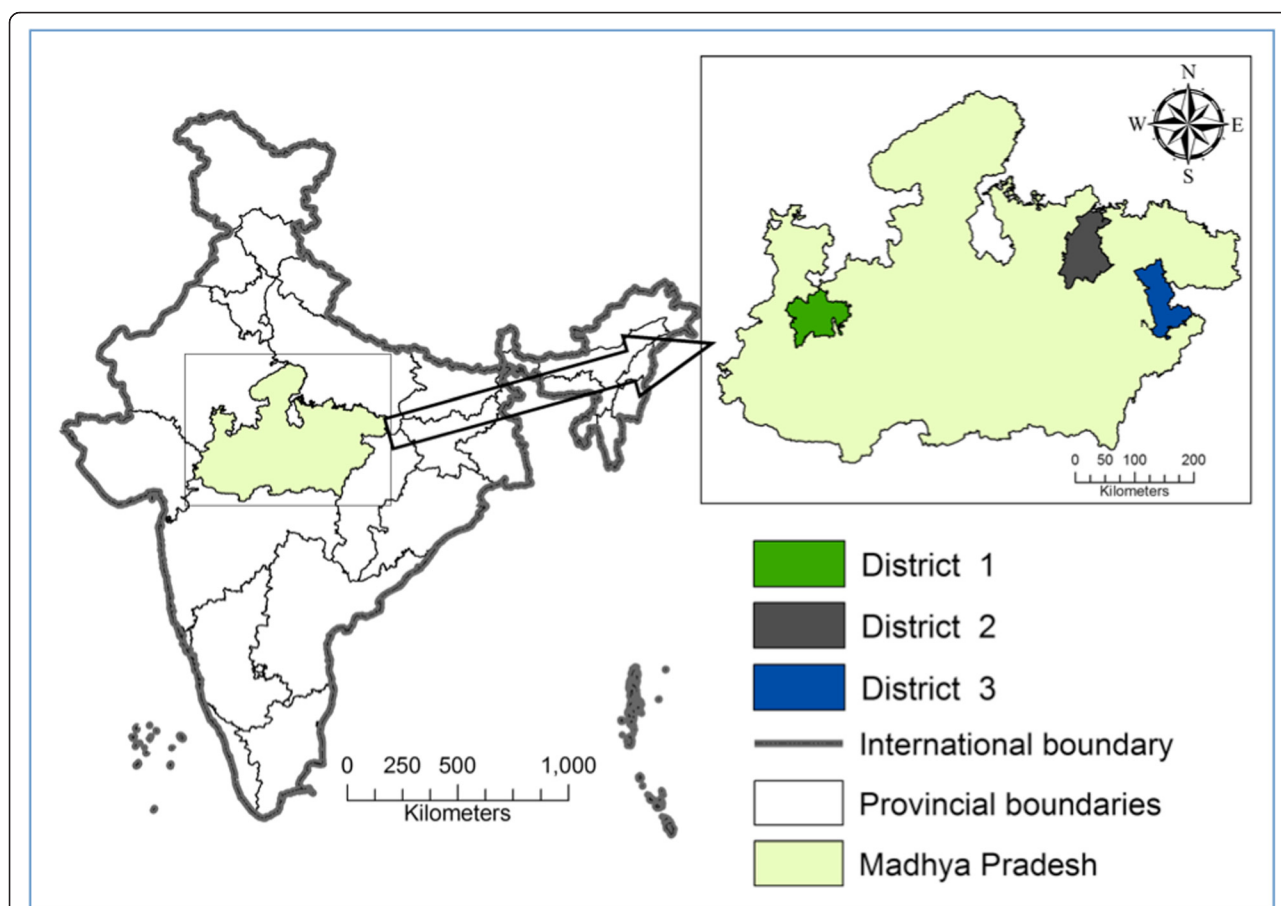 N
W E
S
0 50 100 200
Kilometers
District 1
District 2
District 3
International boundary
Provincial boundaries
Madhya Pradesh
0 250 500 1,000
Kilometers